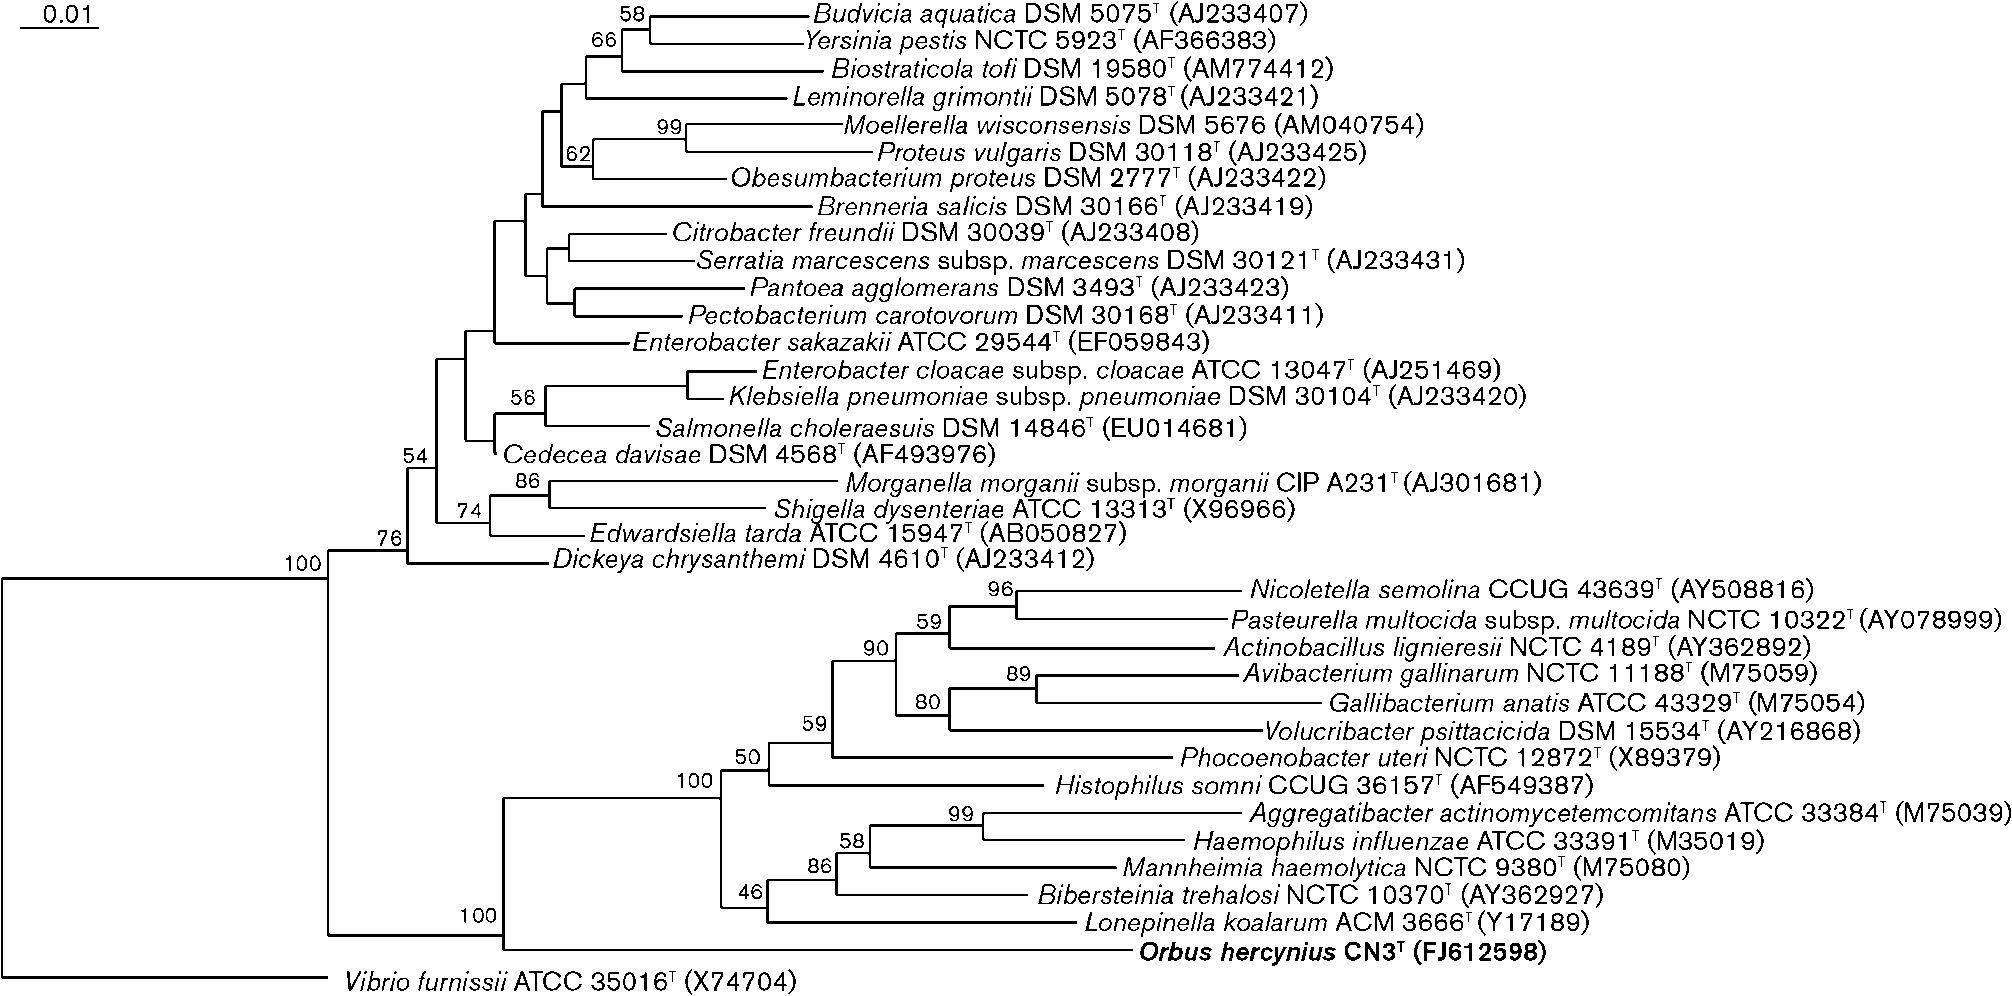 0.01
58
Budvicia aquatica DSM 5075ᵀ (AJ233407)
66
Yersinia pestis NCTC 5923ᵀ (AF366383)
Biostraticola tofi DSM 19580ᵀ (AM774412)
Leminorella grimontii DSM 5078ᵀ (AJ233421)
99
Moellerella wisconsensis DSM 5676 (AM040754)
62
Proteus vulgaris DSM 30118ᵀ (AJ233425)
Obesumbacterium proteus DSM 2777ᵀ (AJ233422)
Brenneria salicis DSM 30166ᵀ (AJ233419)
Citrobacter freundii DSM 30039ᵀ (AJ233408)
Serratia marcescens subsp. marcescens DSM 30121ᵀ (AJ233431)
Pantoea agglomerans DSM 3493ᵀ (AJ233423)
Pectobacterium carotovorum DSM 30168ᵀ (AJ233411)
Enterobacter sakazakii ATCC 29544ᵀ (EF059843)
Enterobacter cloacae subsp. cloacae ATCC 13047ᵀ (AJ251469)
56
Klebsiella pneumoniae subsp. pneumoniae DSM 30104ᵀ (AJ233420)
Salmonella choleraesuis DSM 14846ᵀ (EU014681)
54
Cedecea davisae DSM 4568ᵀ (AF493976)
86
Morganella morganii subsp. morganii CIP A231ᵀ (AJ301681)
74
Shigella dysenteriae ATCC 13313ᵀ (X96966)
76
Edwardsiella tarda ATCC 15947ᵀ (AB050827)
100
Dickeya chrysanthemi DSM 4610ᵀ (AJ233412)
96
Nicoletella semolina CCUG 43639ᵀ (AY508816)
59
Pasteurella multocida subsp. multocida NCTC 10322ᵀ (AY078999)
90
Actinobacillus lignieresii NCTC 4189ᵀ (AY362892)
89
Avibacterium gallinarum NCTC 11188ᵀ (M75059)
80
Gallibacterium anatis ATCC 43329ᵀ (M75054)
59
Volucribacter psittacicida DSM 15534ᵀ (AY216868)
50
Phocoenobacter uteri NCTC 12872ᵀ (X89379)
100
Histophilus somni CCUG 36157ᵀ (AF549387)
99
Aggregatibacter actinomycetemcomitans ATCC 33384ᵀ (M75039)
58
Haemophilus influenzae ATCC 33391ᵀ (M35019)
86
Mannheimia haemolytica NCTC 9380ᵀ (M75080)
46
Bibersteinia trehalosi NCTC 10370ᵀ (AY362927)
100
Lonepinella koalarum ACM 3666ᵀ (Y17189)
Orbus hercynius CN3ᵀ (FJ612598)
Vibrio furnissii ATCC 35016ᵀ (X74704)